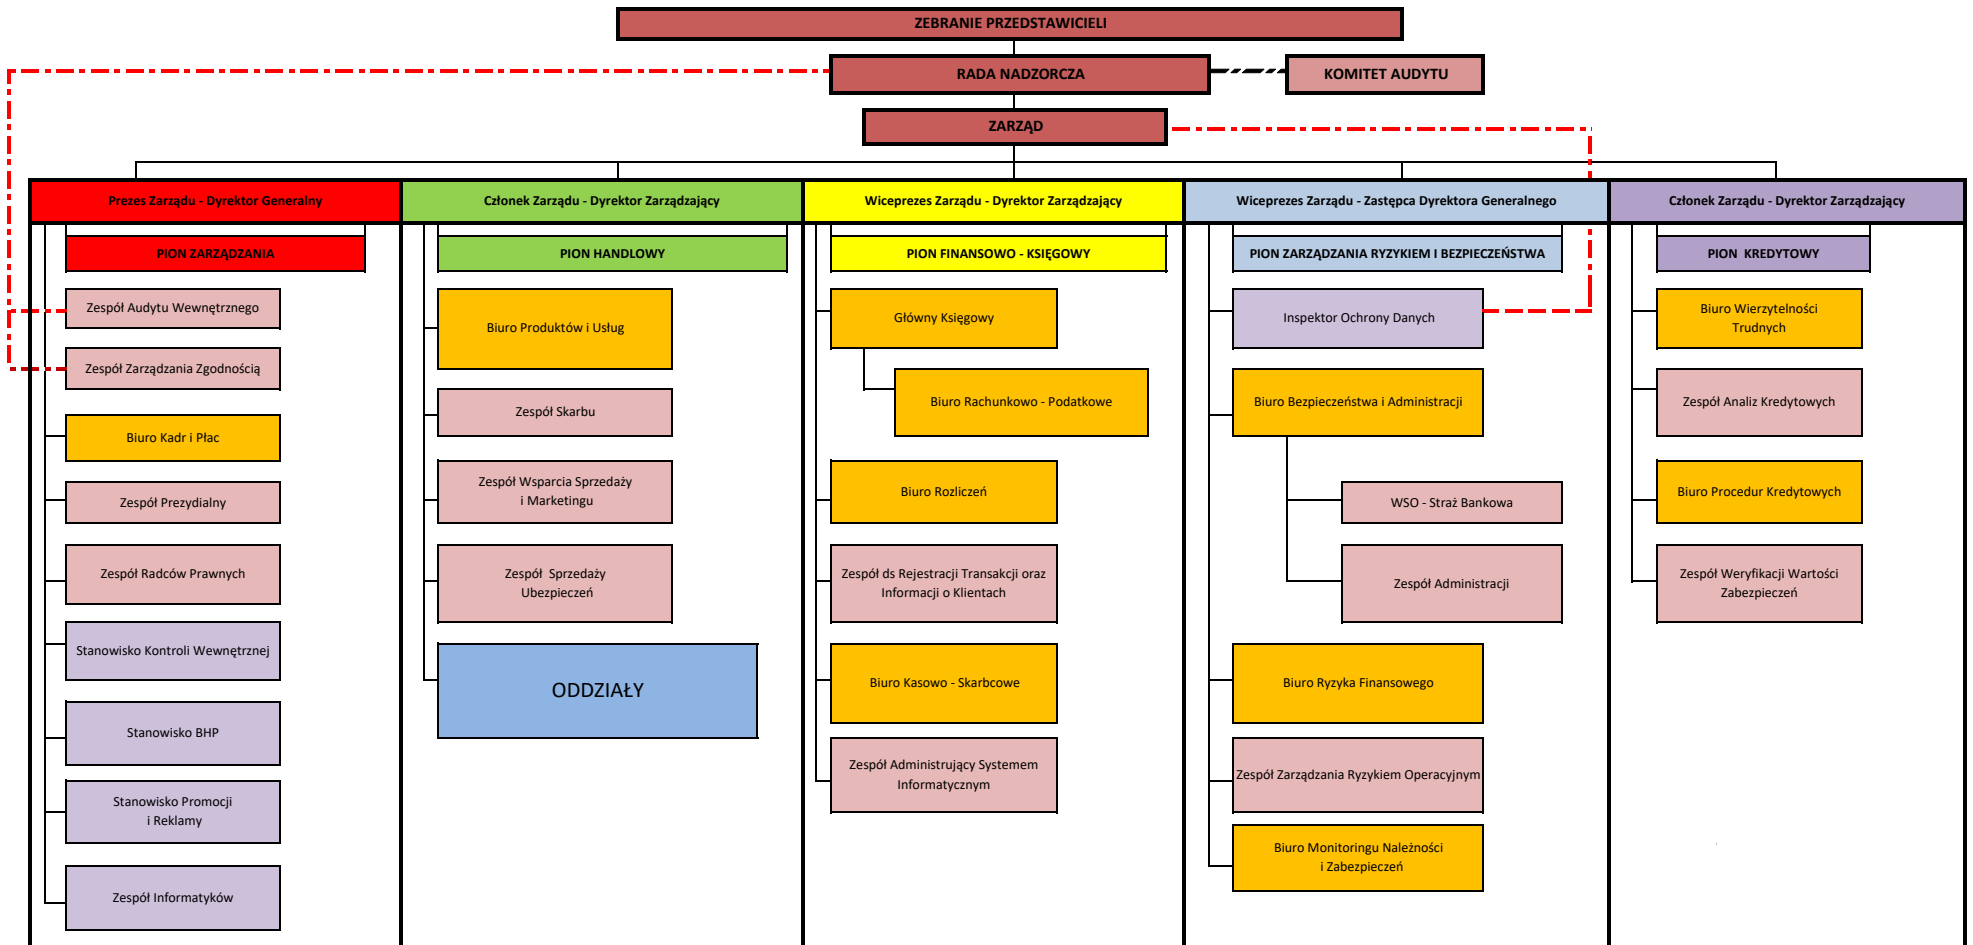 ZEBRANIE PRZEDSTAWICIELI
RADA NADZORCZA
KOMITET AUDYTU
ZARZĄD
Prezes Zarządu - Dyrektor Generalny
Członek Zarządu - Dyrektor Zarządzający
Wiceprezes Zarządu - Dyrektor Zarządzający
Wiceprezes Zarządu - Zastępca Dyrektora Generalnego
Członek Zarządu - Dyrektor Zarządzający
PION ZARZĄDZANIA
Zespół Audytu Wewnętrznego
Zespół Zarządzania Zgodnością
Biuro Kadr i Płac
Zespół Prezydialny
Zespół Radców Prawnych
Stanowisko Kontroli Wewnętrznej
Stanowisko BHP
Stanowisko Promocji
i Reklamy
Zespół Informatyków
PION HANDLOWY
Biuro Produktów i Usług
Zespół Skarbu
Zespół Wsparcia Sprzedaży
i Marketingu
Zespół Sprzedaży
Ubezpieczeń
ODDZIAŁY
PION FINANSOWO - KSIĘGOWY
Główny Księgowy
Biuro Rachunkowo - Podatkowe
Biuro Rozliczeń
Zespół ds Rejestracji Transakcji oraz
Informacji o Klientach
Biuro Kasowo - Skarbcowe
Zespół Administrujący Systemem
Informatycznym
PION ZARZĄDZANIA RYZYKIEM I BEZPIECZEŃSTWA
Inspektor Ochrony Danych
Biuro Bezpieczeństwa i Administracji
WSO - Straż Bankowa
Zespół Administracji
Biuro Ryzyka Finansowego
Zespół Zarządzania Ryzykiem Operacyjnym
Biuro Monitoringu Należności
i Zabezpieczeń
PION KREDYTOWY
Biuro Wierzytelności
Trudnych
Zespół Analiz Kredytowych
Biuro Procedur Kredytowych
Zespół Weryfikacji Wartości
Zabezpieczeń